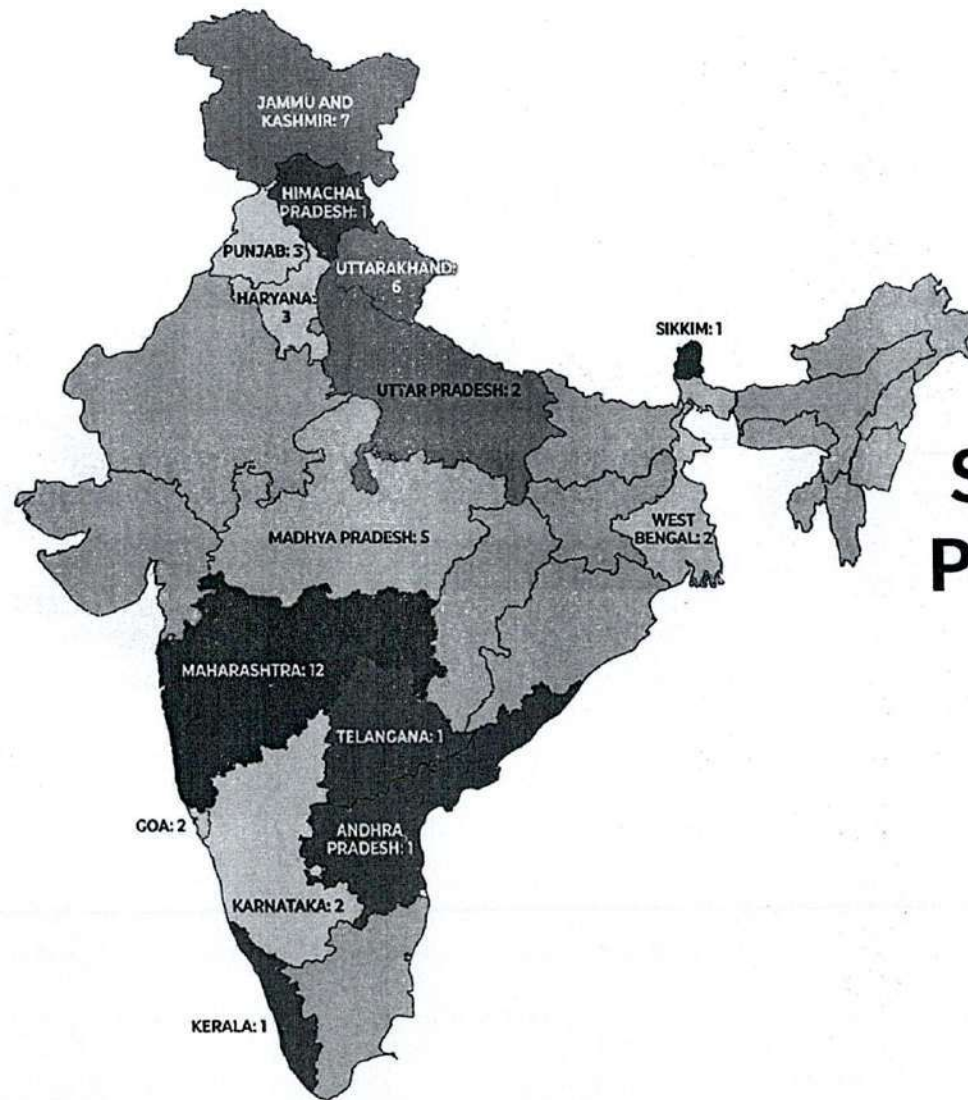 JAMMU AND
KASHMIR: 7
HIMACHAL
PRADESH: 1
PUNJAB: 3
UTTARAKHAND:
6
HARYANA:
3
SIKKIM: 1
UTTAR PRADESH: 2
WEST
BENGAL: 2
MADHYA PRADESH: 5
S
P
MAHARASHTRA: 12
TELANGANA: 1
GOA: 2
ANDHRA
PRADESH: 1
KARNATAKA: 2
KERALA: 1